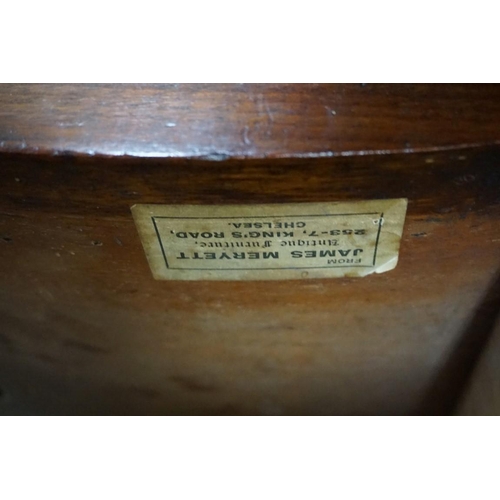 FROM
JAMES MERYETT
Antique Furniture,
253-7, KING'S ROAD,
CHELSEA.